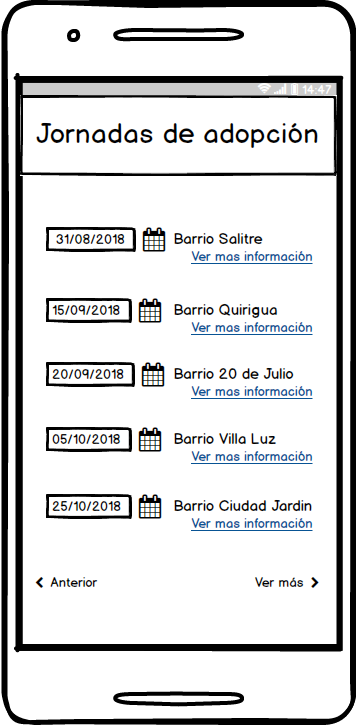 14:47
Jornadas de adopción
31/08/2018 Barrio Salitre
Ver mas información
15/09/2018 Barrio Quirigua
Ver mas información
20/09/2018 Barrio 20 de Julio
Ver mas información
05/10/2018 Barrio Villa Luz
Ver mas información
25/10/2018 Barrio Ciudad Jardin
Ver mas información
Anterior Ver más